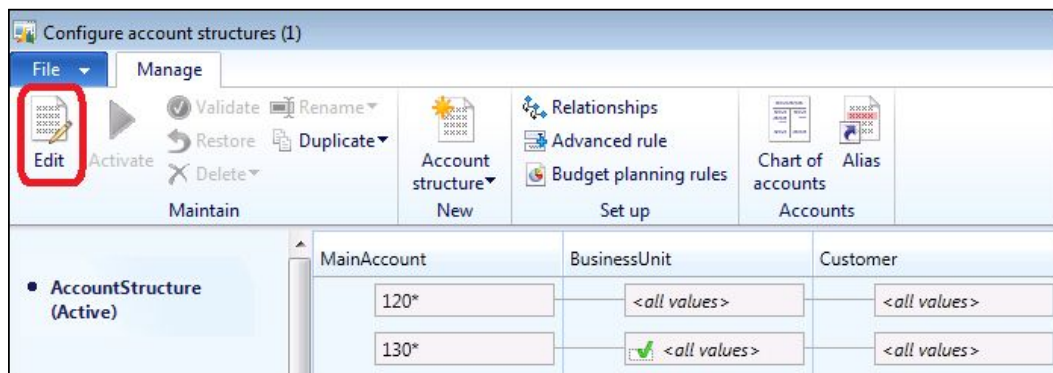 Configure account structures (1)
File
Manage
Edit
Activate
Validate
Restore
Delete
Rename
Duplicate
Maintain
Account
structure
New
Relationships
Advanced rule
Budget planning rules
Set up
Chart of
accounts
Alias
Accounts
AccountStructure
(Active)
MainAccount BusinessUnit Customer
120* <all values> <all values>
130* <all values> <all values>